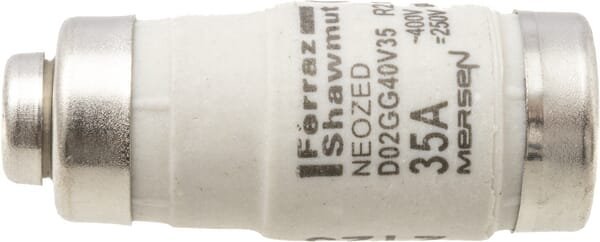 Ferraz
Shawmut
NEOZED
D02GG40V35
~400V
=250V
35A
MERSEN